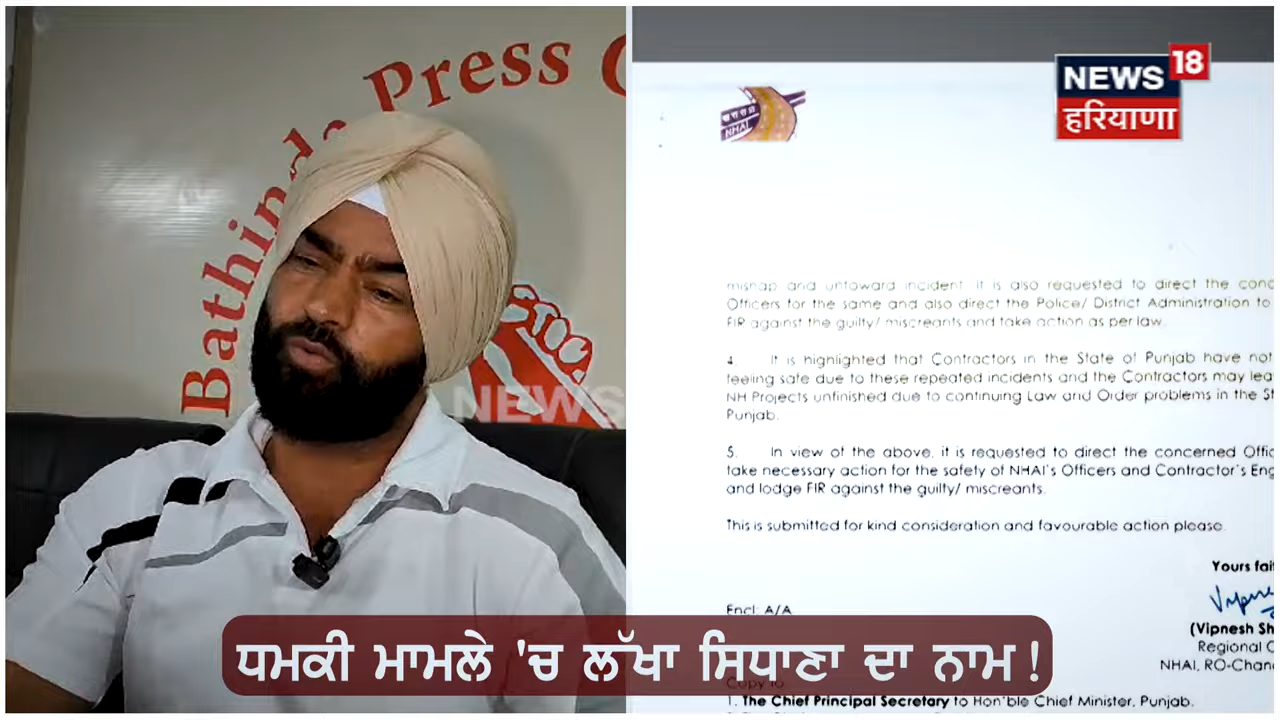 Bathinda Press C
NEWS
NEWS 18
हरियाणा
NHAI
mishap and untoward incident. It is also requested to direct the conc
Officers for the same and also direct the Police/ District Administration to
FIR against the guilty/ miscreants and take action as per law.
4. It is highlighted that Contractors in the State of Punjab have not
feeling safe due to these repeated incidents and the Contractors may lea
NH Projects unfinished due to continuing Law and Order problems in the St
Punjab.
5. In view of the above, it is requested to direct the concerned Offic
take necessary action for the safety of NHAI's Officers and Contractor's Eng
and lodge FIR against the guilty/ miscreants.
This is submitted for kind consideration and favourable action please.
Yours fai
(Vipnesh Sh
Regional O
NHAI, RO-Chan
Encl: A/A
ਧਮਕੀ ਮਾਮਲੇ 'ਚ ਲੱਖਾ ਸਿਧਾਣਾ ਦਾ ਨਾਮ!
Copy to
1. The Chief Principal Secretary to Hon'ble Chief Minister, Punjab.